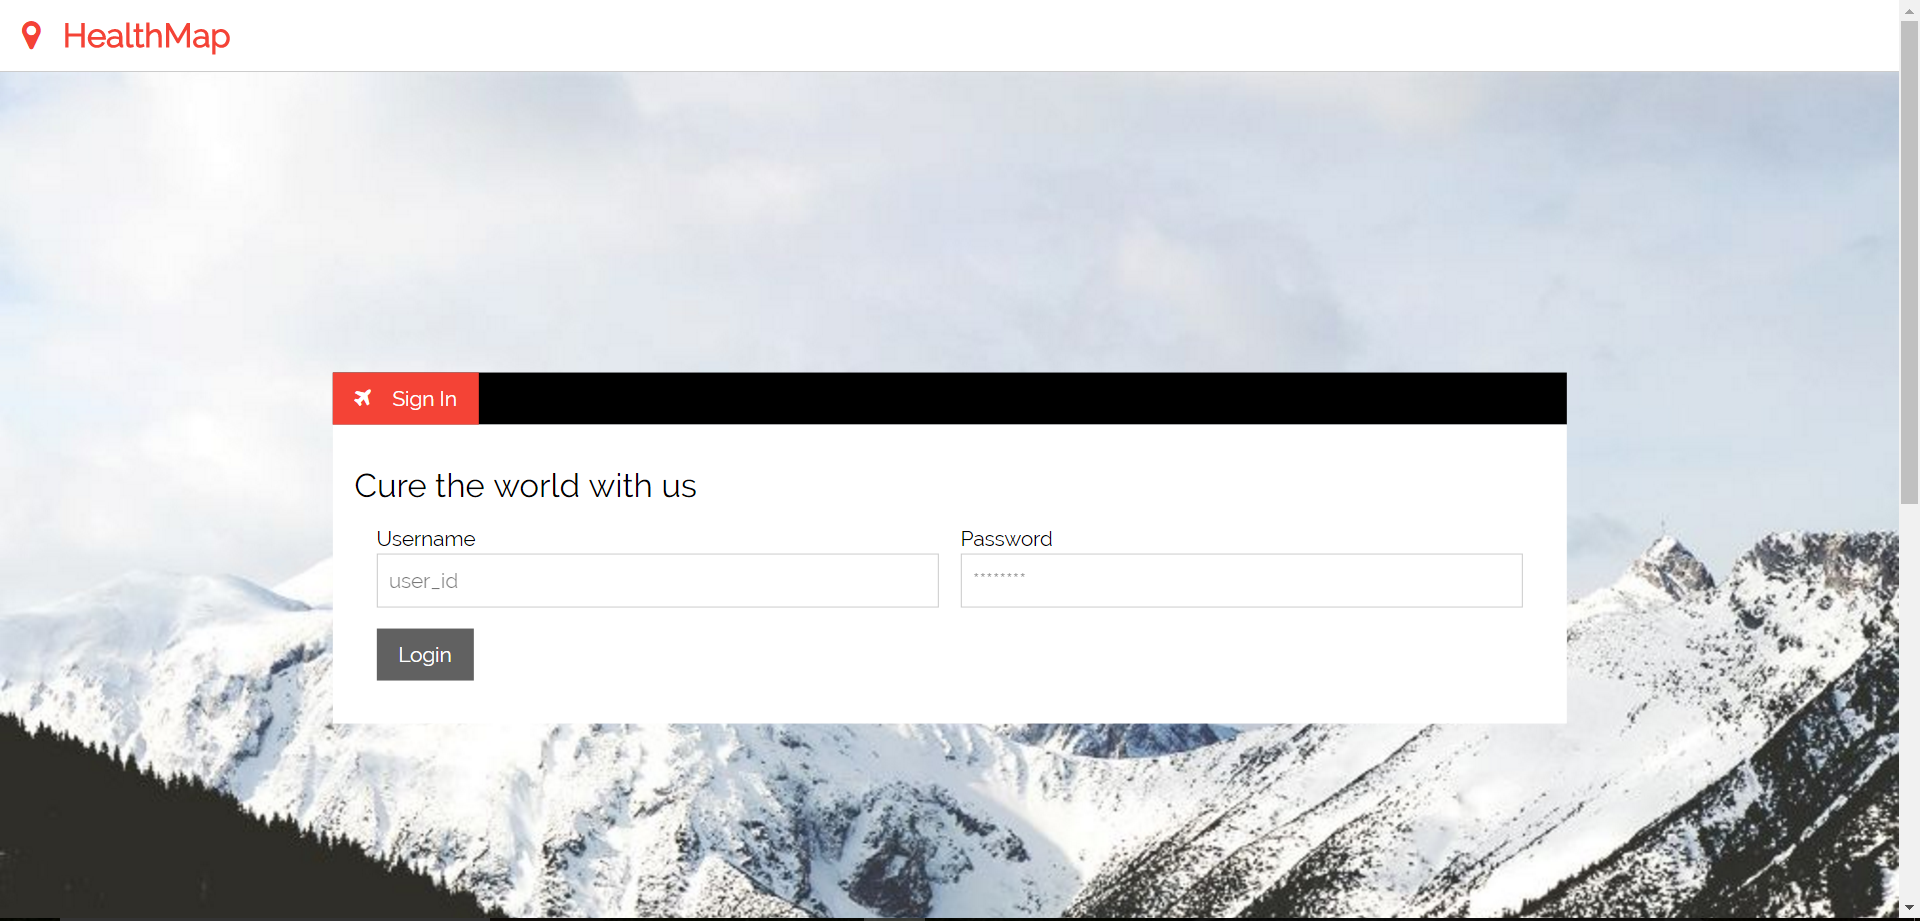 HealthMap
Sign In
Cure the world with us
Username
Password
user_id
********
Login